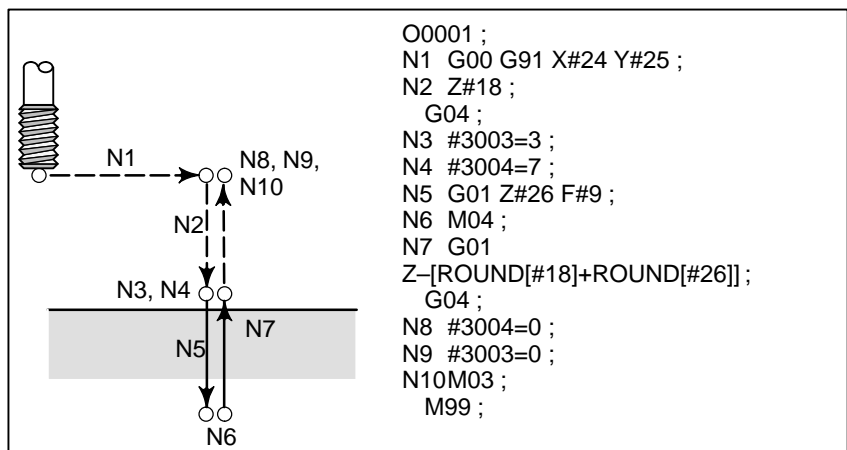 O0001 ;
N1 G00 G91 X#24 Y#25 ;
N2 Z#18 ;
G04 ;
N3 #3003=3 ;
N4 #3004=7 ;
N5 G01 Z#26 F#9 ;
N6 M04 ;
N7 G01
Z–[ROUND[#18]+ROUND[#26]] ;
G04 ;
N8 #3004=0 ;
N9 #3003=0 ;
N10M03 ;
M99 ;
N1
N8, N9,
N10
N2
N3, N4
N7
N5
N6